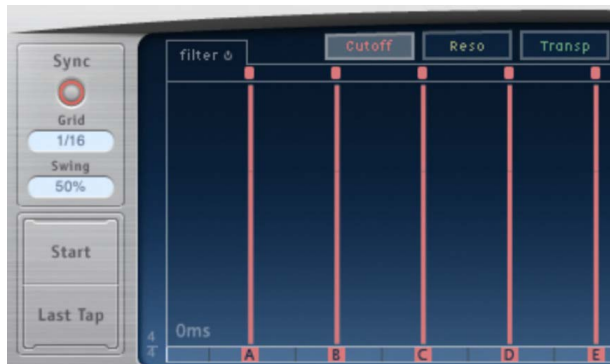 Sync
Grid
1/16
Swing
50%
Start
Last Tap
filter
Cutoff Reso Transp
0ms
4
4
A B C D E